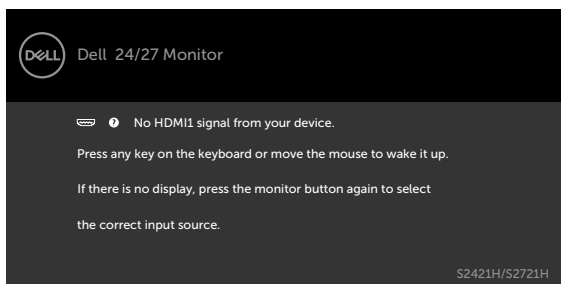 DELL
Dell 24/27 Monitor
No HDMI1 signal from your device.
Press any key on the keyboard or move the mouse to wake it up.
If there is no display, press the monitor button again to select
the correct input source.
S2421H/S2721H